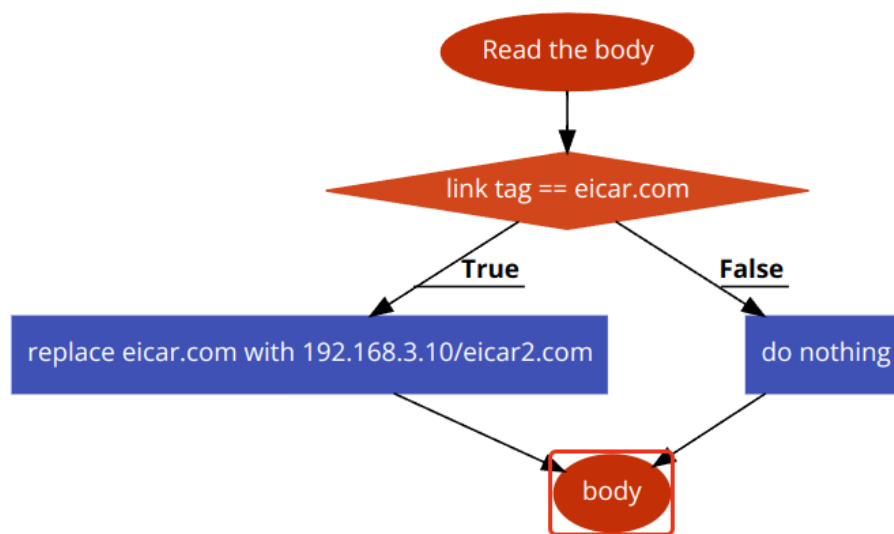 Read the body
link tag == eicar.com
True
False
replace eicar.com with 192.168.3.10/eicar2.com
do nothing
body